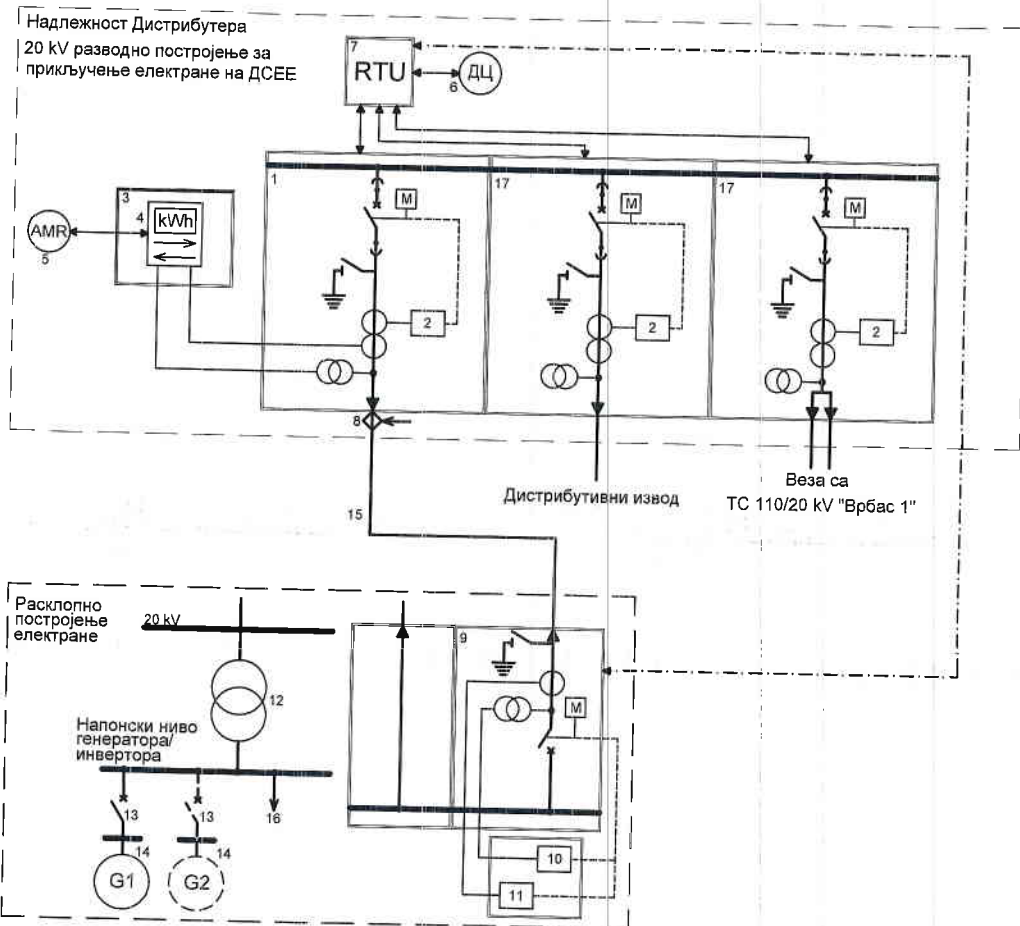 Надлежност Дистрибутера
20 kV разводно постројење за
прикључење електране на ДСЕЕ
7
RTU
6
ДЦ
1
17
17
M
M
M
3
4
kWh
AMR
5
2
2
2
8
Дистрибутивни извод
Веза са
ТС 110/20 kV "Врбас 1"
15
Расклопно
постројење
електране
20 kV
9
12
M
Напонски ниво
генератора/
инвертора
13
13
16
14
14
G1
G2
10
11